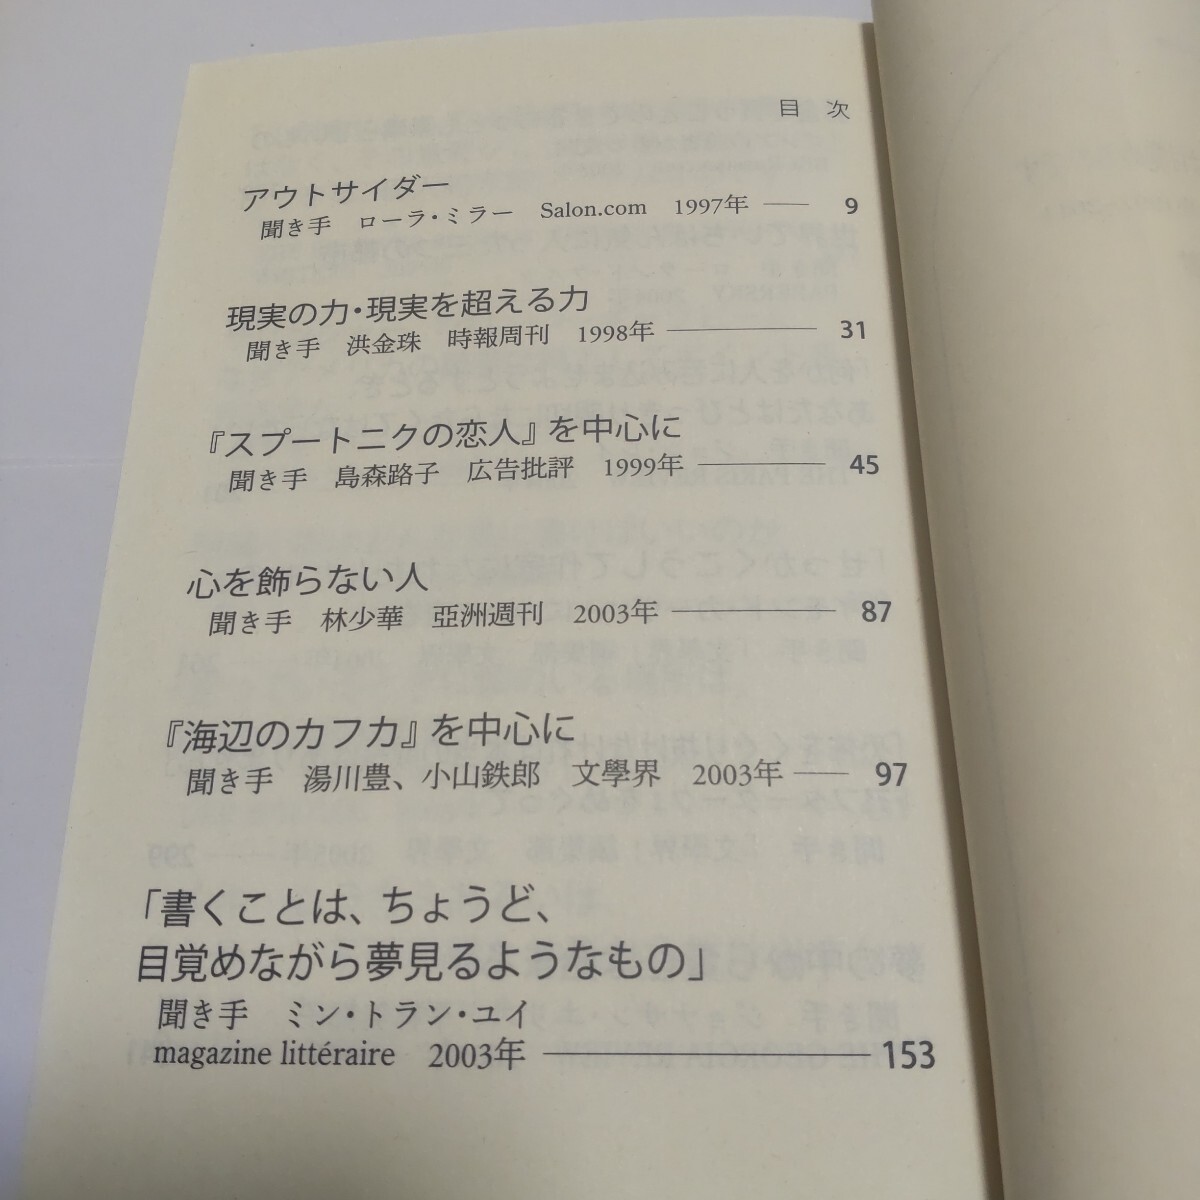 目 次
アウトサイダー
聞き手 ローラ・ミラー Salon.com 1997年 ―― 9
現実の力・現実を超える力
聞き手 洪金珠 時報周刊 1998年 ―――― 31
『スプートニクの恋人』を中心に
聞き手 島森路子 広告批評 1999年 ―――― 45
心を飾らない人
聞き手 林少華 亞洲週刊 2003年 ―――― 87
『海辺のカフカ』を中心に
聞き手 湯川豊、小山鉄郎 文學界 2003年 ―― 97
「書くことは、ちょうど、
目覚めながら夢見るようなもの」
聞き手 ミン・トラン・ユイ
magazine littéraire 2003年 ―――――――― 153